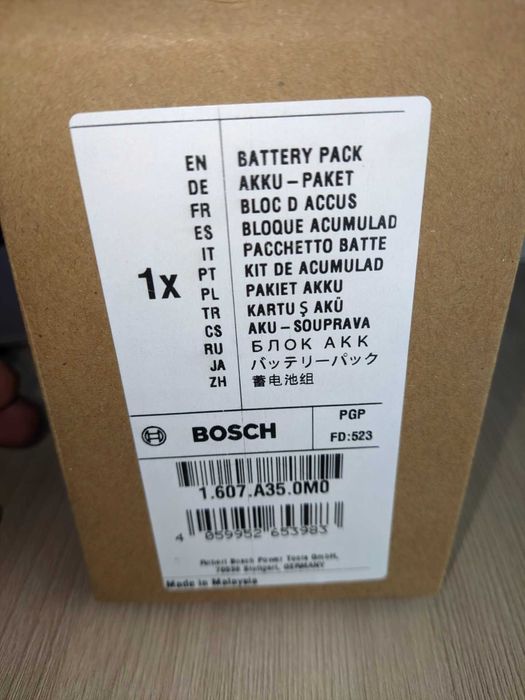 1x
EN BATTERY PACK
DE AKKU – PAKET
FR BLOC D ACCUS
ES BLOQUE ACUMULAD
IT PACCHETTO BATTE
PT KIT DE ACUMULAD
PL PAKIET AKKU
TR KARTU Ş AKÜ
CS AKU – SOUPRAVA
RU БЛОК АКК
JA バッテリーパック
ZH 蓄电池组
BOSCH
PGP
FD:523
1.607.A35.0M0
4 059952 653983
Robert Bosch Power Tools GmbH,
70538 Stuttgart, GERMANY
Made in Malaysia